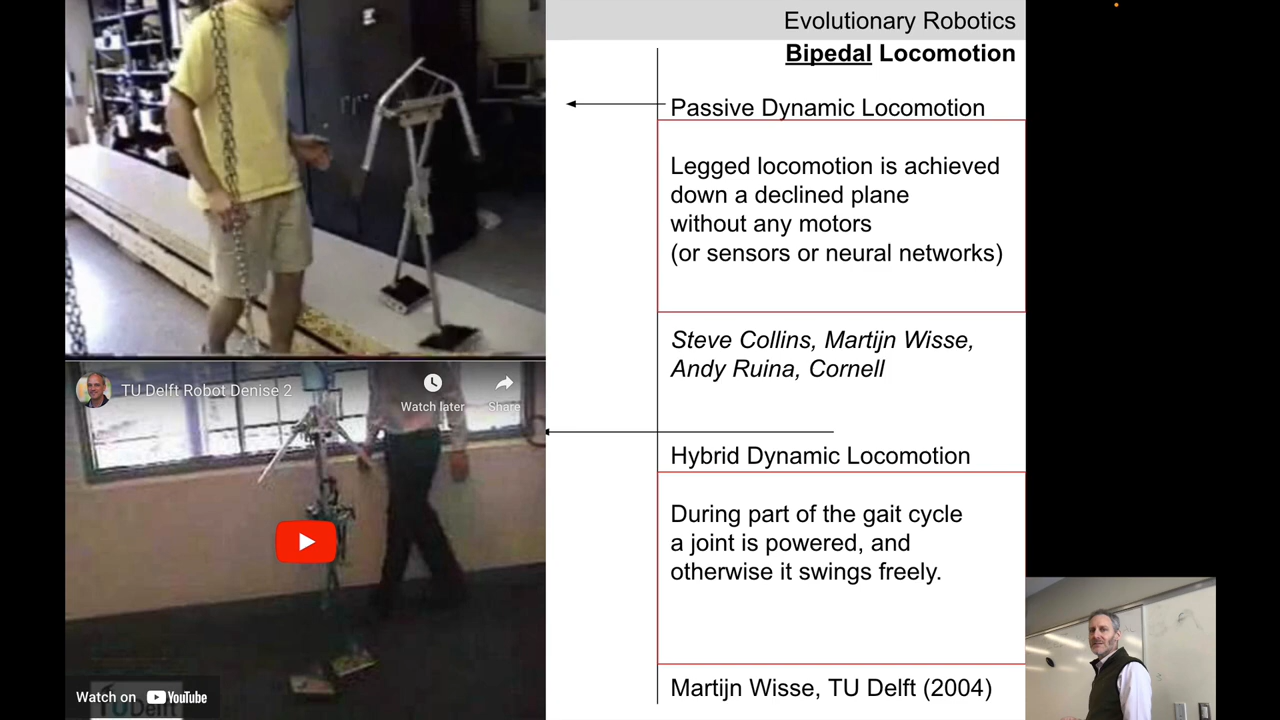 Evolutionary Robotics
Bipedal Locomotion
Passive Dynamic Locomotion
Legged locomotion is achieved
down a declined plane
without any motors
(or sensors or neural networks)
Steve Collins, Martijn Wisse,
Andy Ruina, Cornell
TU Delft Robot Denise 2
Watch later
Share
Hybrid Dynamic Locomotion
During part of the gait cycle
a joint is powered, and
otherwise it swings freely.
Martijn Wisse, TU Delft (2004)
Watch on YouTube
TUDelft